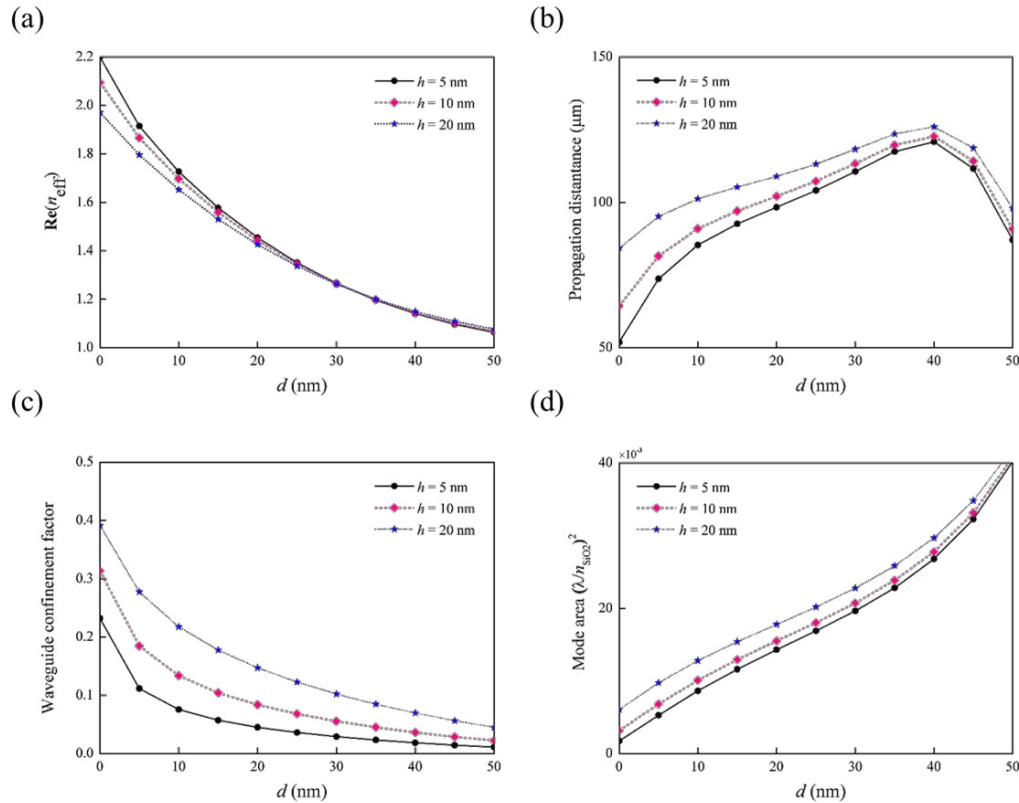 (a)
2.2
2.0
1.8
1.6
1.4
1.2
1.0
Re(n_eff)
h = 5 nm
h = 10 nm
h = 20 nm
0 10 20 30 40 50
d (nm)
(b)
150
100
50
Propagation distantance (μm)
h = 5 nm
h = 10 nm
h = 20 nm
0 10 20 30 40 50
d (nm)
(c)
0.5
0.4
0.3
0.2
0.1
0.0
Waveguide confinement factor
h = 5 nm
h = 10 nm
h = 20 nm
0 10 20 30 40 50
d (nm)
(d)
×10⁻³
40
20
0
Mode area (λ/n_SiO2)²
h = 5 nm
h = 10 nm
h = 20 nm
0 10 20 30 40 50
d (nm)